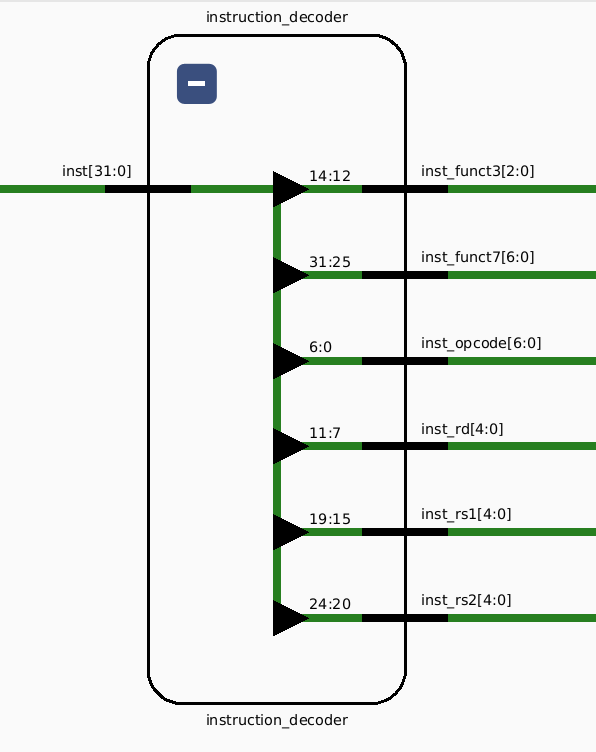 instruction_decoder
inst[31:0]
14:12
inst_funct3[2:0]
31:25
inst_funct7[6:0]
6:0
inst_opcode[6:0]
11:7
inst_rd[4:0]
19:15
inst_rs1[4:0]
24:20
inst_rs2[4:0]
instruction_decoder